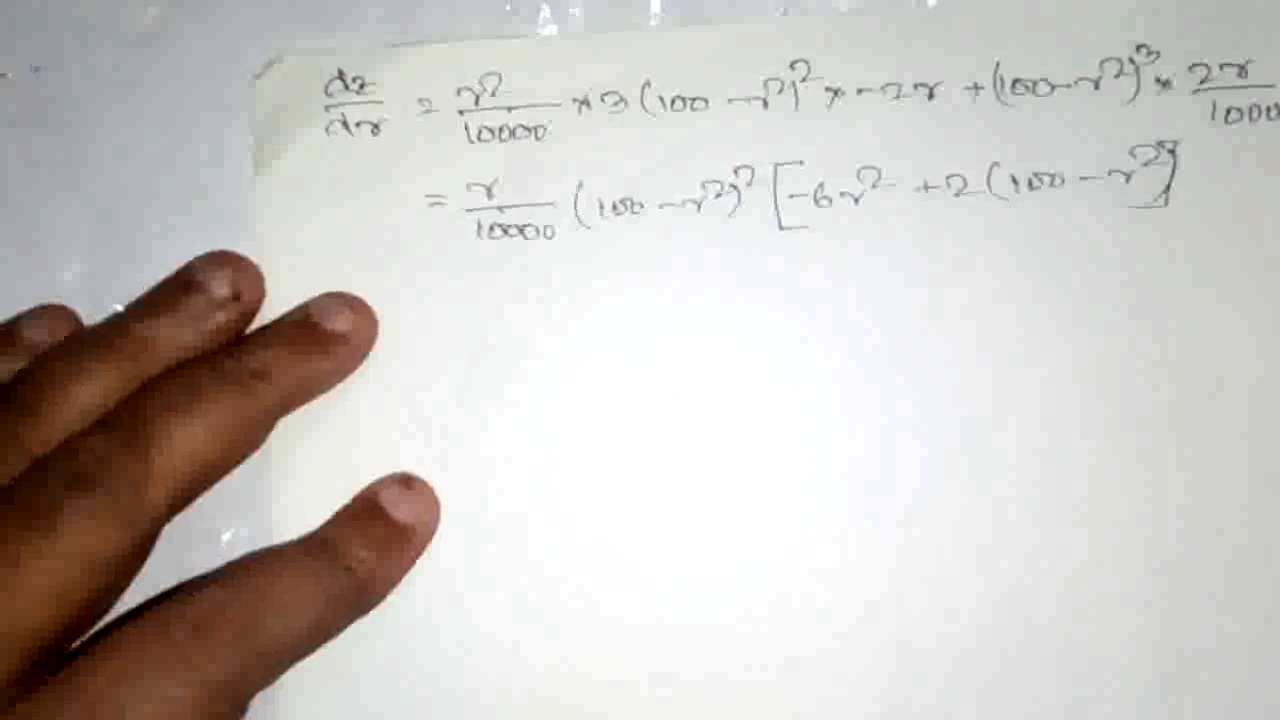 dz/dr = r²/10000 * 3 (100 - r²)² * -2r + (100 - r²)³ * 2r/1000
= r/10000 (100 - r²)² [-6r² + 2 (100 - r²)]